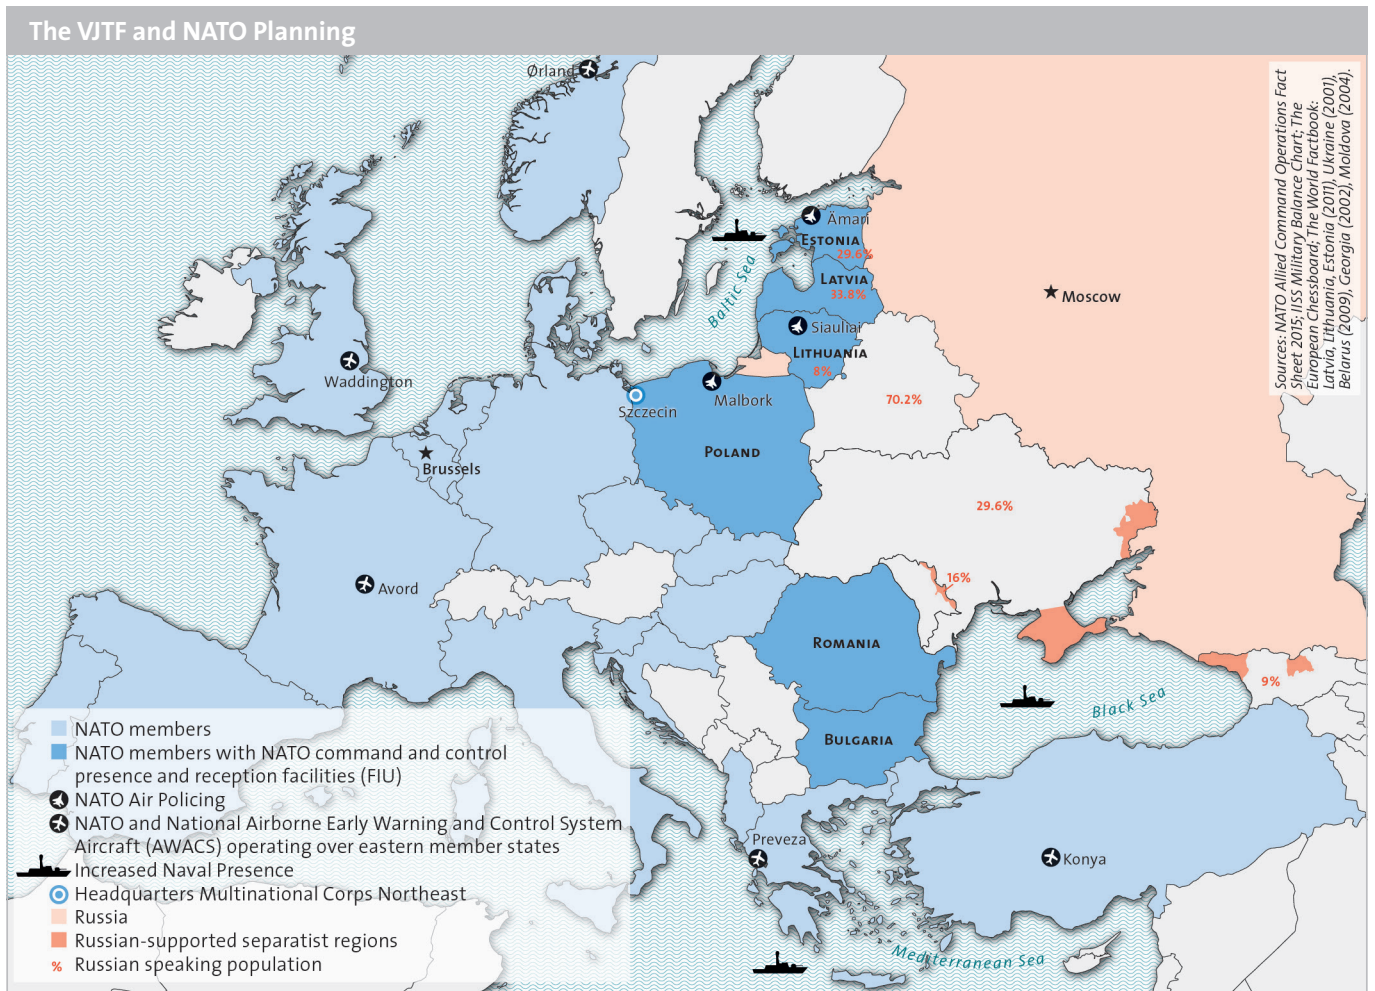 The VJTF and NATO Planning
Sources: NATO Allied Command Operations Fact
Sheet 2015; IISS Military Balance Chart; The
European Chessboard; The World Factbook:
Latvia, Lithuania, Estonia (2011), Ukraine (2001),
Belarus (2009), Georgia (2002), Moldova (2004).
Ørland
Ämari
ESTONIA
29.6%
Baltic Sea
LATVIA
33.8%
Moscow
Siauliai
LITHUANIA
8%
Waddington
Malbork
Szczecin
70.2%
POLAND
Brussels
29.6%
Avord
16%
ROMANIA
9%
Black Sea
BULGARIA
Preveza
Konya
Mediterranean Sea
NATO members
NATO members with NATO command and control
presence and reception facilities (FIU)
NATO Air Policing
NATO and National Airborne Early Warning and Control System
Aircraft (AWACS) operating over eastern member states
Increased Naval Presence
Headquarters Multinational Corps Northeast
Russia
Russian-supported separatist regions
% Russian speaking population